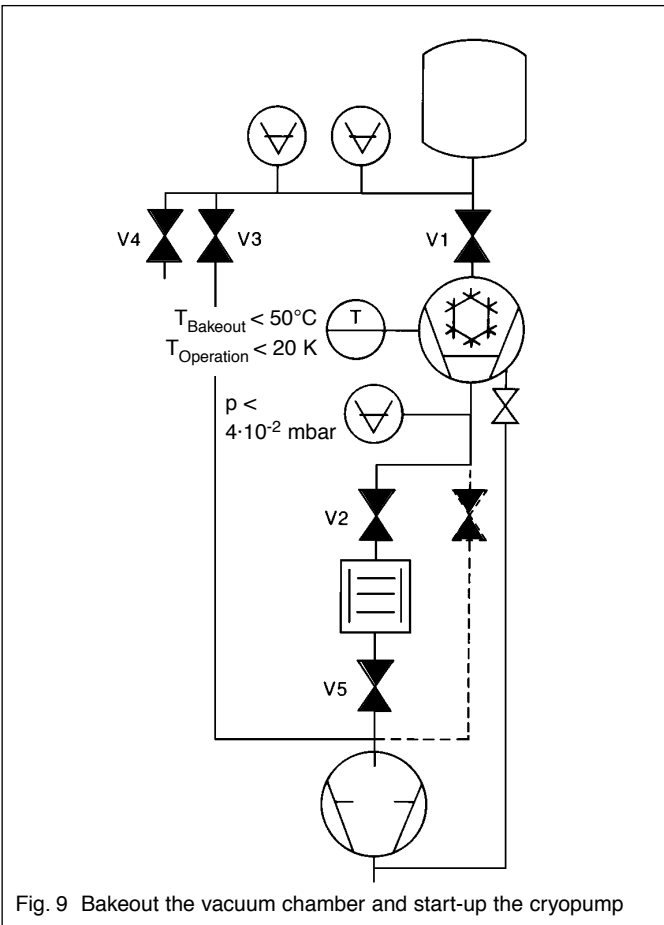 V4
V3
V1
T_Bakeout < 50°C
T
T_Operation < 20 K
p <
4·10⁻² mbar
V2
V5
Fig. 9 Bakeout the vacuum chamber and start-up the cryopump